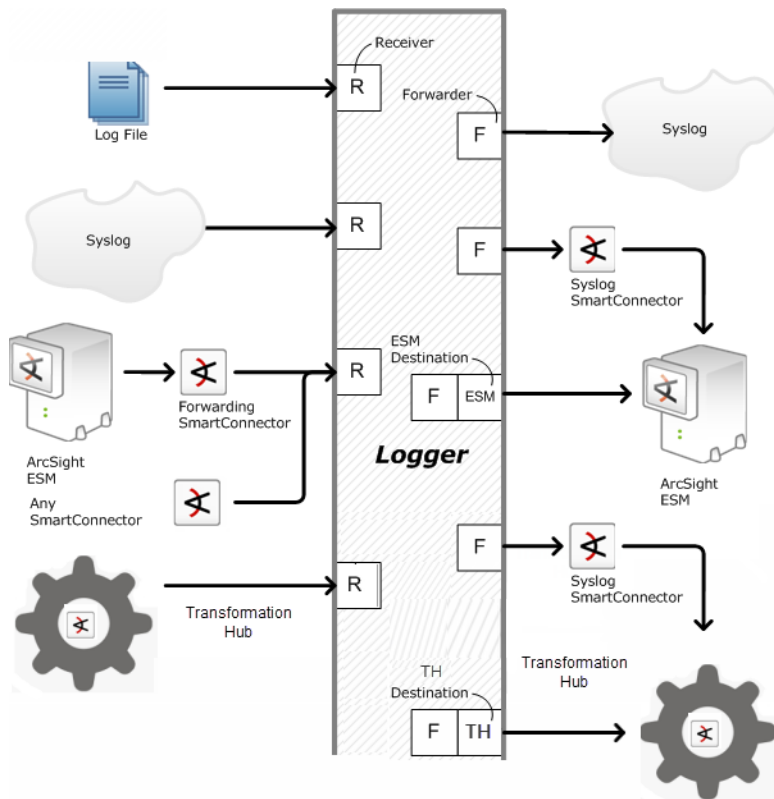 Receiver
R
Log File
Forwarder
F
Syslog
Syslog
R
F
Syslog
SmartConnector
ESM
Destination
R
Forwarding
SmartConnector
F
ESM
Logger
ArcSight
ESM
ArcSight
ESM
Any
SmartConnector
F
Syslog
SmartConnector
R
Transformation
Hub
TH
Destination
Transformation
Hub
F
TH